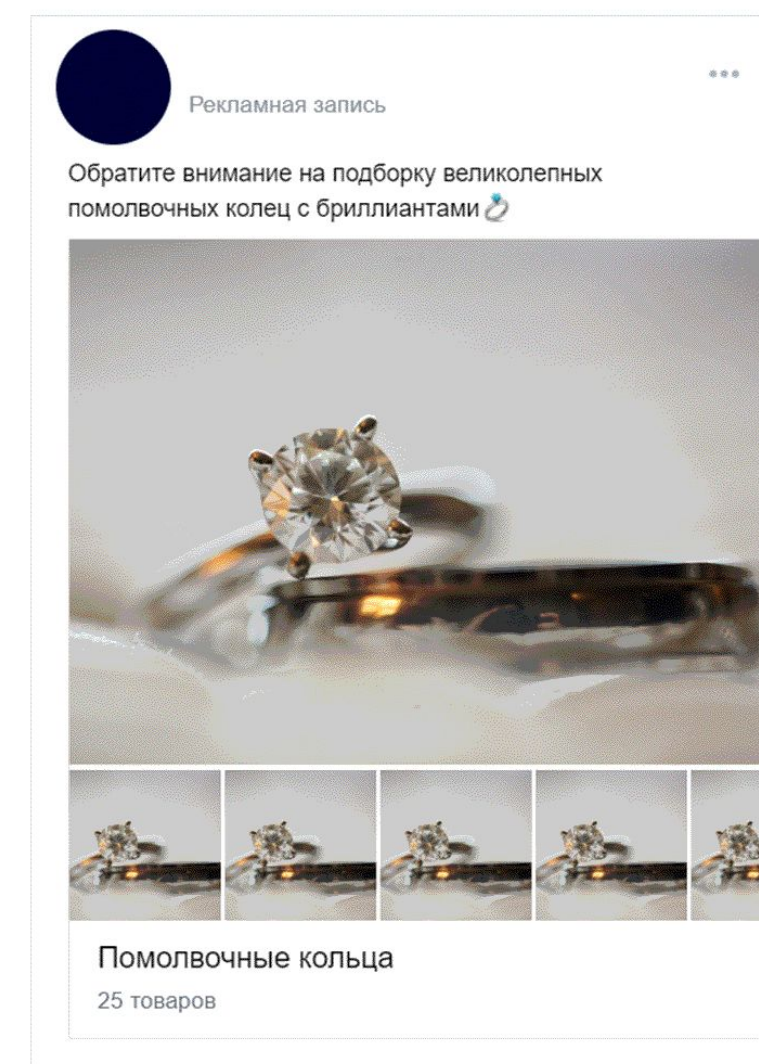 Рекламная запись
Обратите внимание на подборку великолепных
помолвочных колец с бриллиантами💍
Помолвочные кольца
25 товаров